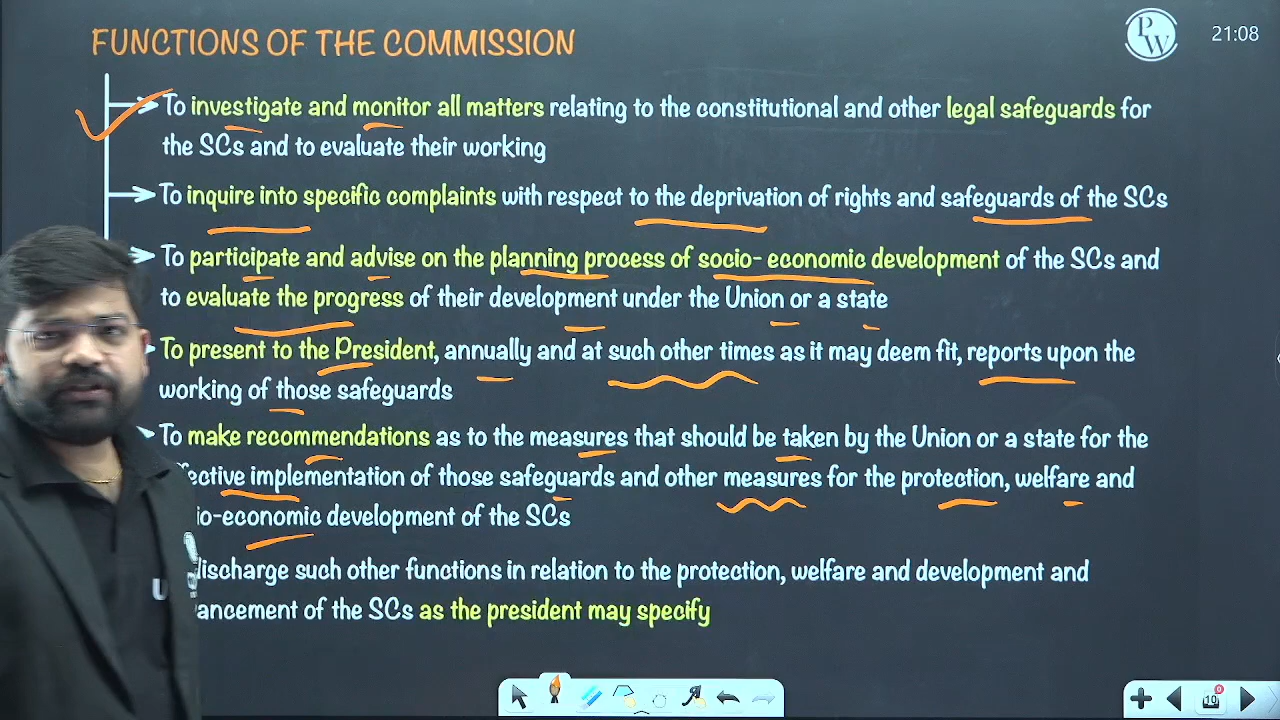 FUNCTIONS OF THE COMMISSION
PW
21:08
To investigate and monitor all matters relating to the constitutional and other legal safeguards for
the SCs and to evaluate their working
To inquire into specific complaints with respect to the deprivation of rights and safeguards of the SCs
To participate and advise on the planning process of socio- economic development of the SCs and
to evaluate the progress of their development under the Union or a state
To present to the President, annually and at such other times as it may deem fit, reports upon the
working of those safeguards
To make recommendations as to the measures that should be taken by the Union or a state for the
implementation of those safeguards and other measures for the protection, welfare and
io-economic development of the SCs
discharge such other functions in relation to the protection, welfare and development and
ancement of the SCs as the president may specify